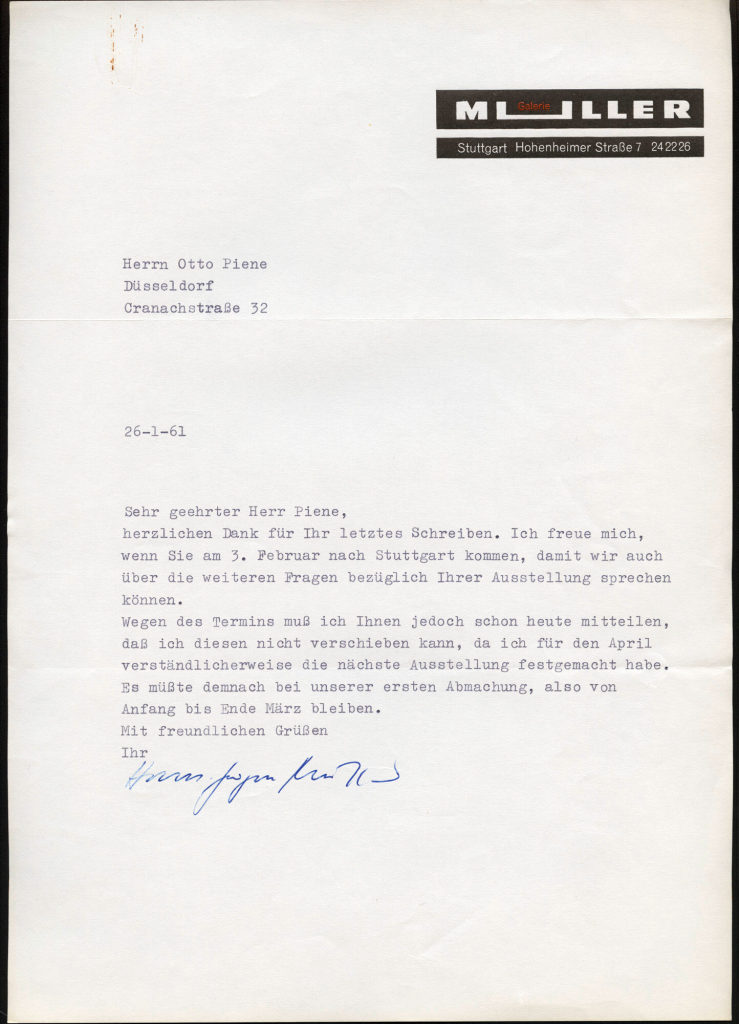 Galerie
MÜLLER
Stuttgart Hohenheimer Straße 7 242226
Herrn Otto Piene
Düsseldorf
Cranachstraße 32
26-1-61
Sehr geehrter Herr Piene,
herzlichen Dank für Ihr letztes Schreiben. Ich freue mich,
wenn Sie am 3. Februar nach Stuttgart kommen, damit wir auch
über die weiteren Fragen bezüglich Ihrer Ausstellung sprechen
können.
Wegen des Termins muß ich Ihnen jedoch schon heute mitteilen,
daß ich diesen nicht verschieben kann, da ich für den April
verständlicherweise die nächste Ausstellung festgemacht habe.
Es müßte demnach bei unserer ersten Abmachung, also von
Anfang bis Ende März bleiben.
Mit freundlichen Grüßen
Ihr